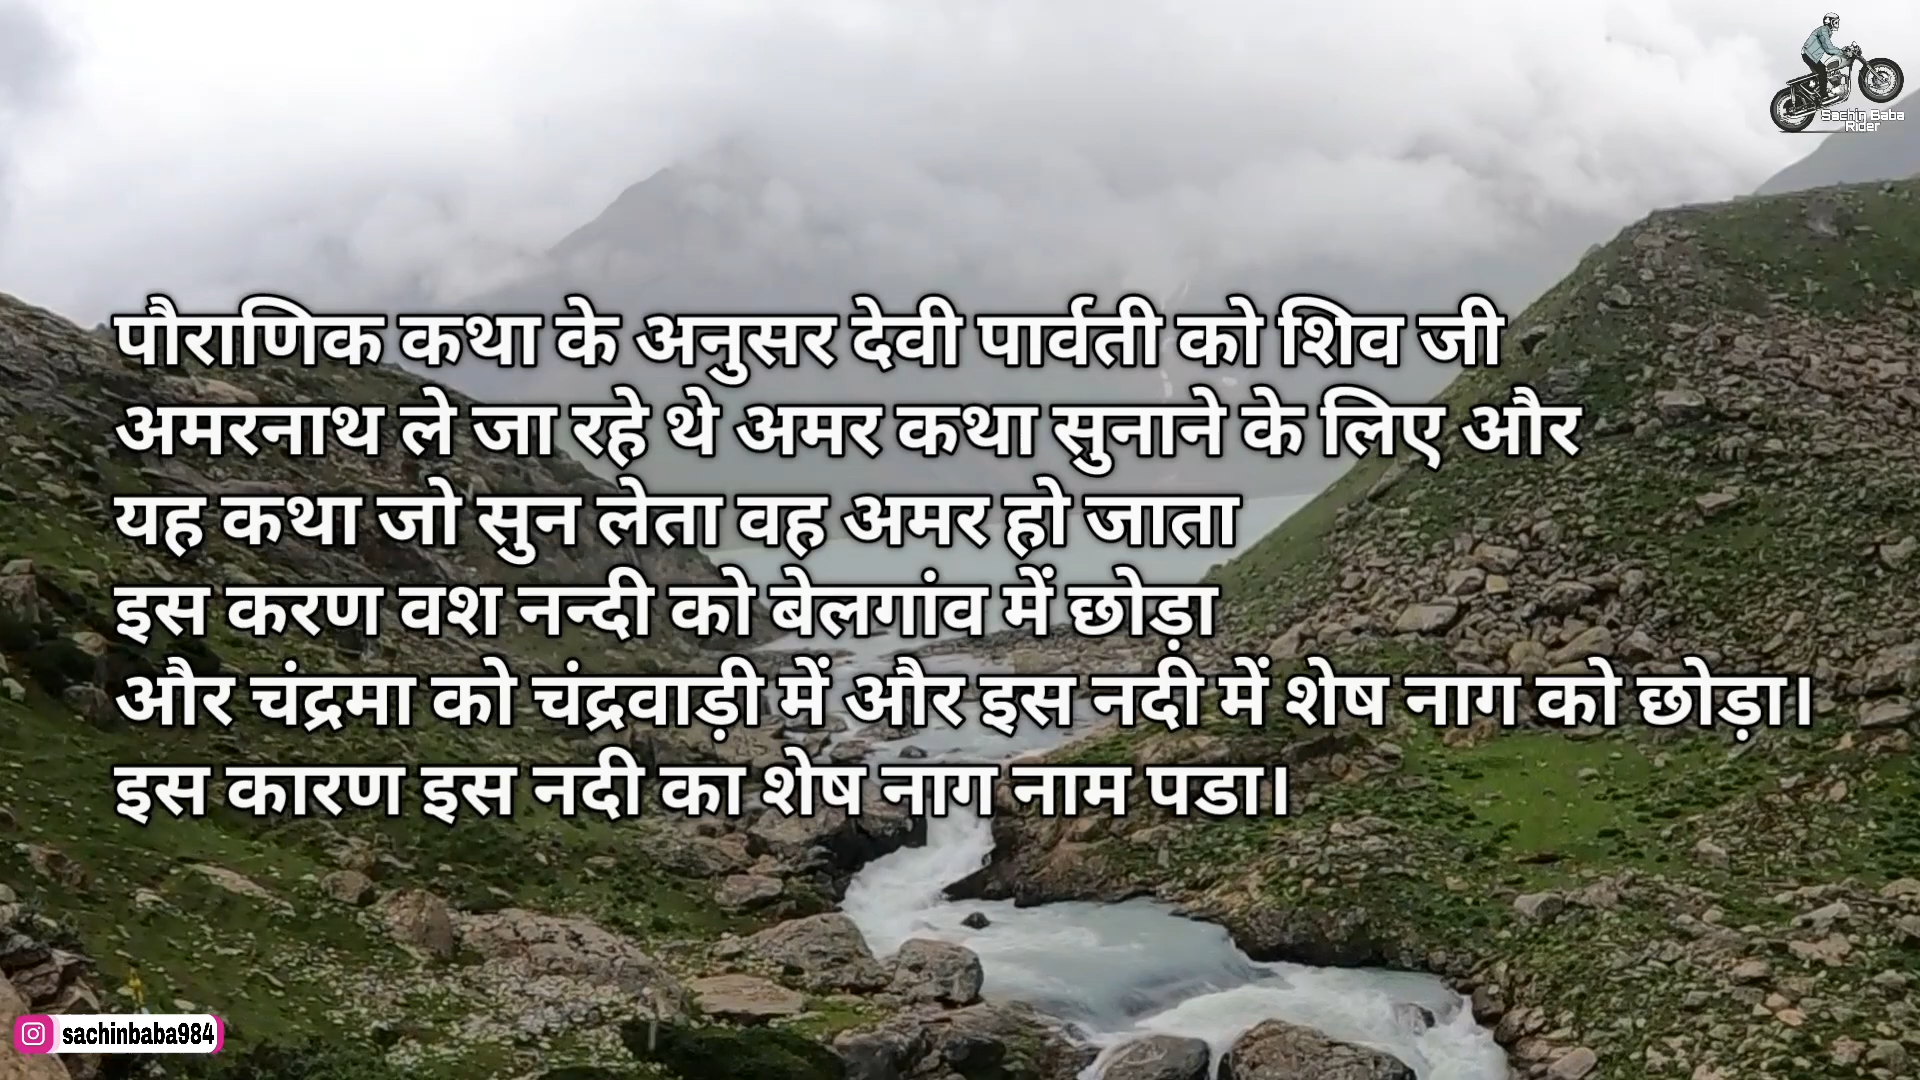 Sachin Baba
Rider
पौराणिक कथा के अनुसर देवी पार्वती को शिव जी
अमरनाथ ले जा रहे थे अमर कथा सुनाने के लिए और
यह कथा जो सुन लेता वह अमर हो जाता
इस करण वश नन्दी को बेलगांव में छोड़ा
और चंद्रमा को चंद्रवाड़ी में और इस नदी में शेष नाग को छोड़ा।
इस कारण इस नदी का शेष नाग नाम पडा।
sachinbaba984